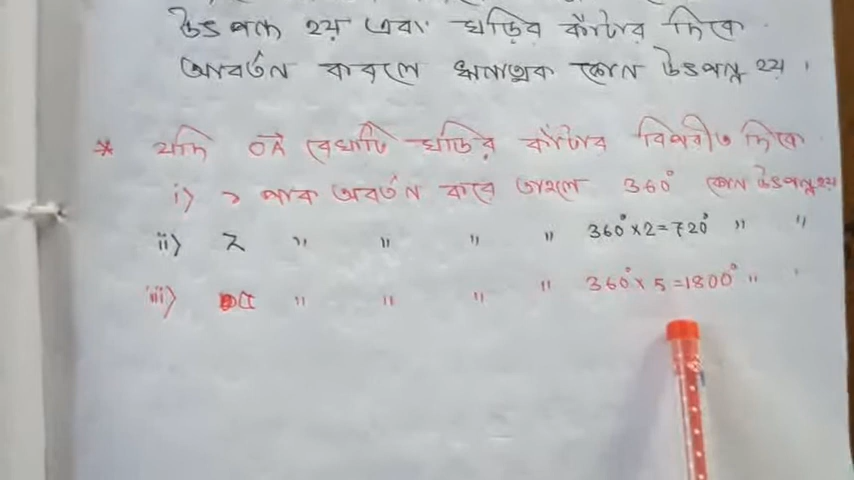 উৎপন্ন হয় এবং ঘড়ির কাঁটার দিকে
আবর্তন করলে ঋনাত্মক কোন উৎপন্ন হয় ।
* যদি OA রেখাটি ঘড়ির কাঁটার বিপরীত দিকে
i) ১ পাক আবর্তন করে তাহলে 360° কোন উৎপন্ন হয়
ii) ২ " " " " 360° × 2 = 720° " "
iii) " " " " 360° × 5 = 1800° " "